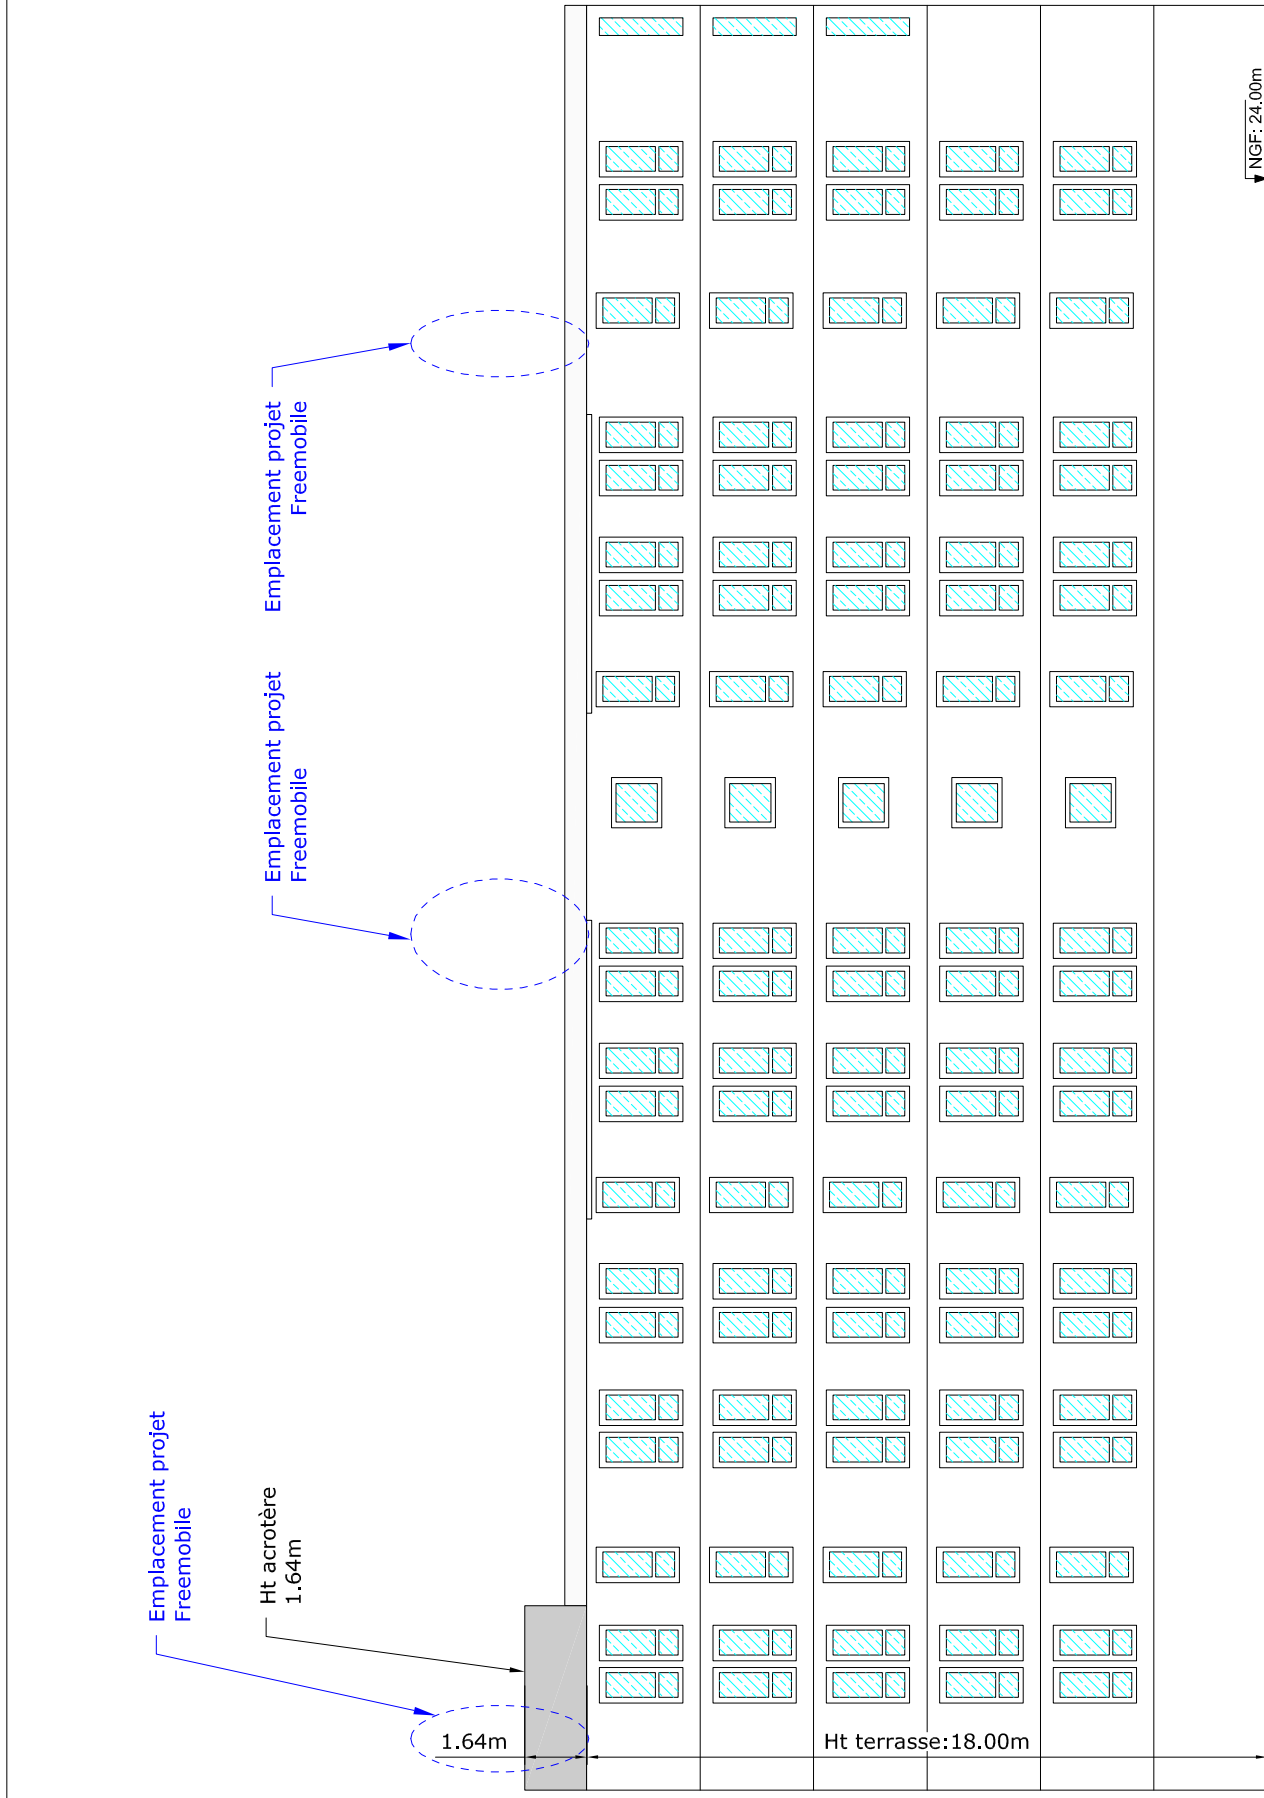 Emplacement projet
Freemobile
Ht acrotère
1.64m
Emplacement projet
Freemobile
Emplacement projet
Freemobile
1.64m
Ht terrasse:18.00m
NGF: 24.00m